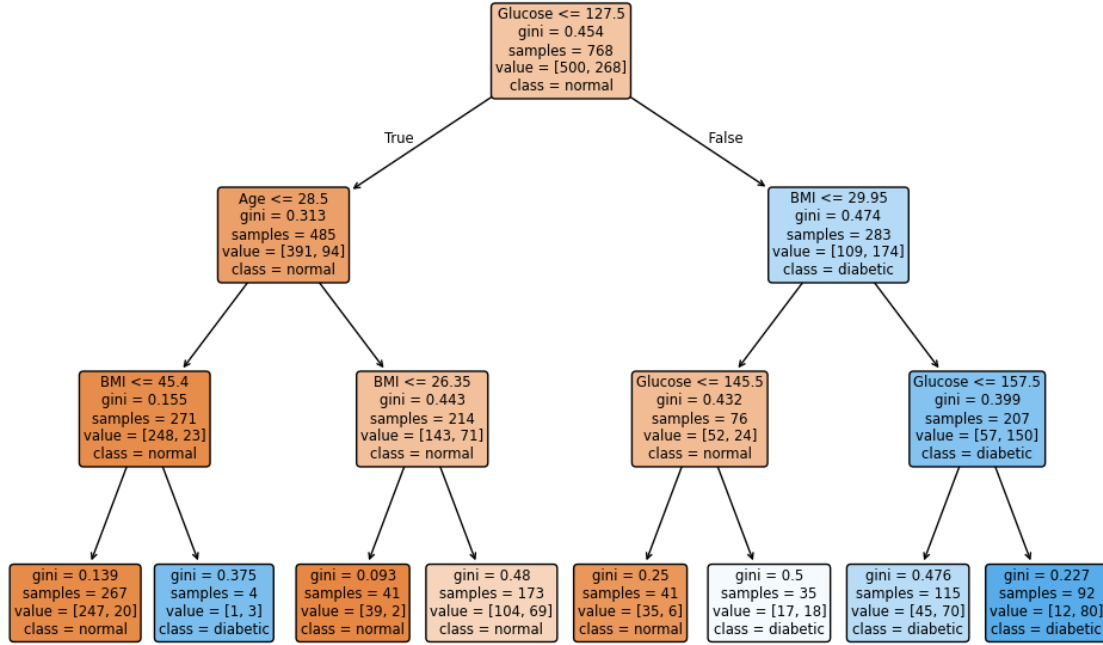 Glucose <= 127.5
gini = 0.454
samples = 768
value = [500, 268]
class = normal
True
False
Age <= 28.5
gini = 0.313
samples = 485
value = [391, 94]
class = normal
BMI <= 29.95
gini = 0.474
samples = 283
value = [109, 174]
class = diabetic
BMI <= 45.4
gini = 0.155
samples = 271
value = [248, 23]
class = normal
BMI <= 26.35
gini = 0.443
samples = 214
value = [143, 71]
class = normal
Glucose <= 145.5
gini = 0.432
samples = 76
value = [52, 24]
class = normal
Glucose <= 157.5
gini = 0.399
samples = 207
value = [57, 150]
class = diabetic
gini = 0.139
samples = 267
value = [247, 20]
class = normal
gini = 0.375
samples = 4
value = [1, 3]
class = diabetic
gini = 0.093
samples = 41
value = [39, 2]
class = normal
gini = 0.48
samples = 173
value = [104, 69]
class = normal
gini = 0.25
samples = 41
value = [35, 6]
class = normal
gini = 0.5
samples = 35
value = [17, 18]
class = diabetic
gini = 0.476
samples = 115
value = [45, 70]
class = diabetic
gini = 0.227
samples = 92
value = [12, 80]
class = diabetic